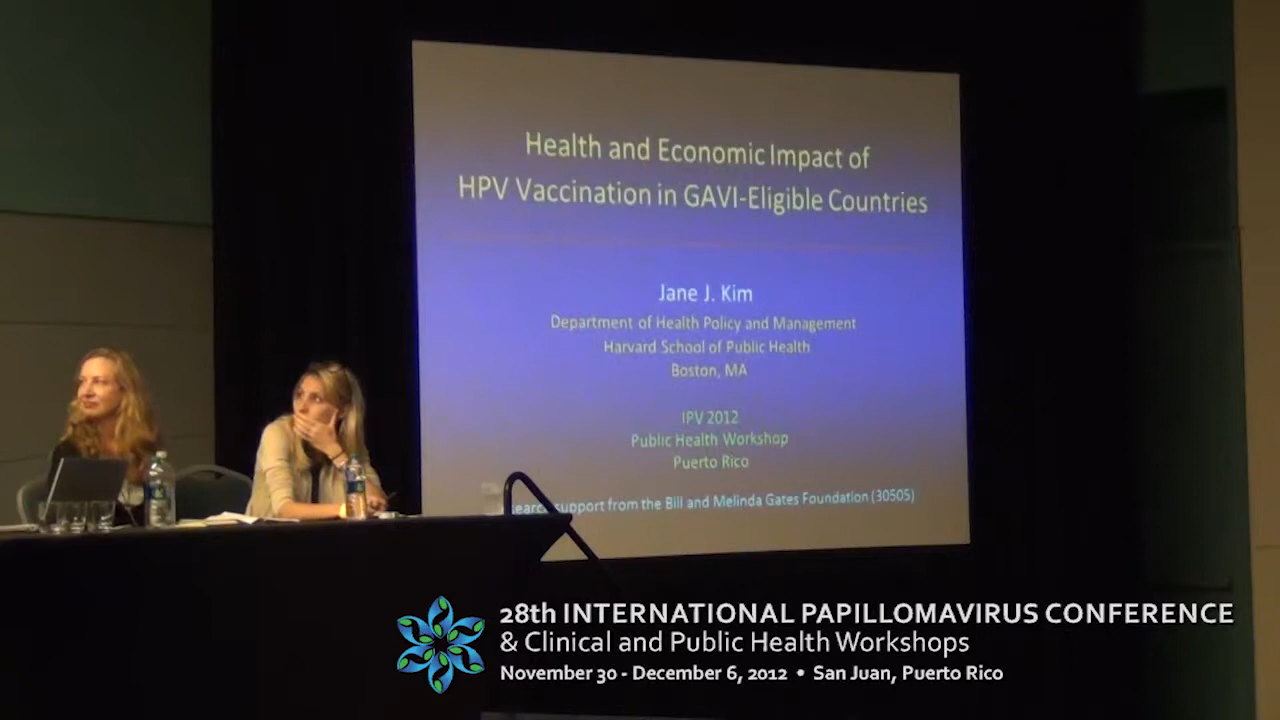 Health and Economic Impact of
HPV Vaccination in GAVI-Eligible Countries
Jane J. Kim
Department of Health Policy and Management
Harvard School of Public Health
Boston, MA
IPV 2012
Public Health Workshop
Puerto Rico
support from the Bill and Melinda Gates Foundation (30505)
28th INTERNATIONAL PAPILLOMAVIRUS CONFERENCE
& Clinical and Public Health Workshops
November 30 - December 6, 2012 • San Juan, Puerto Rico